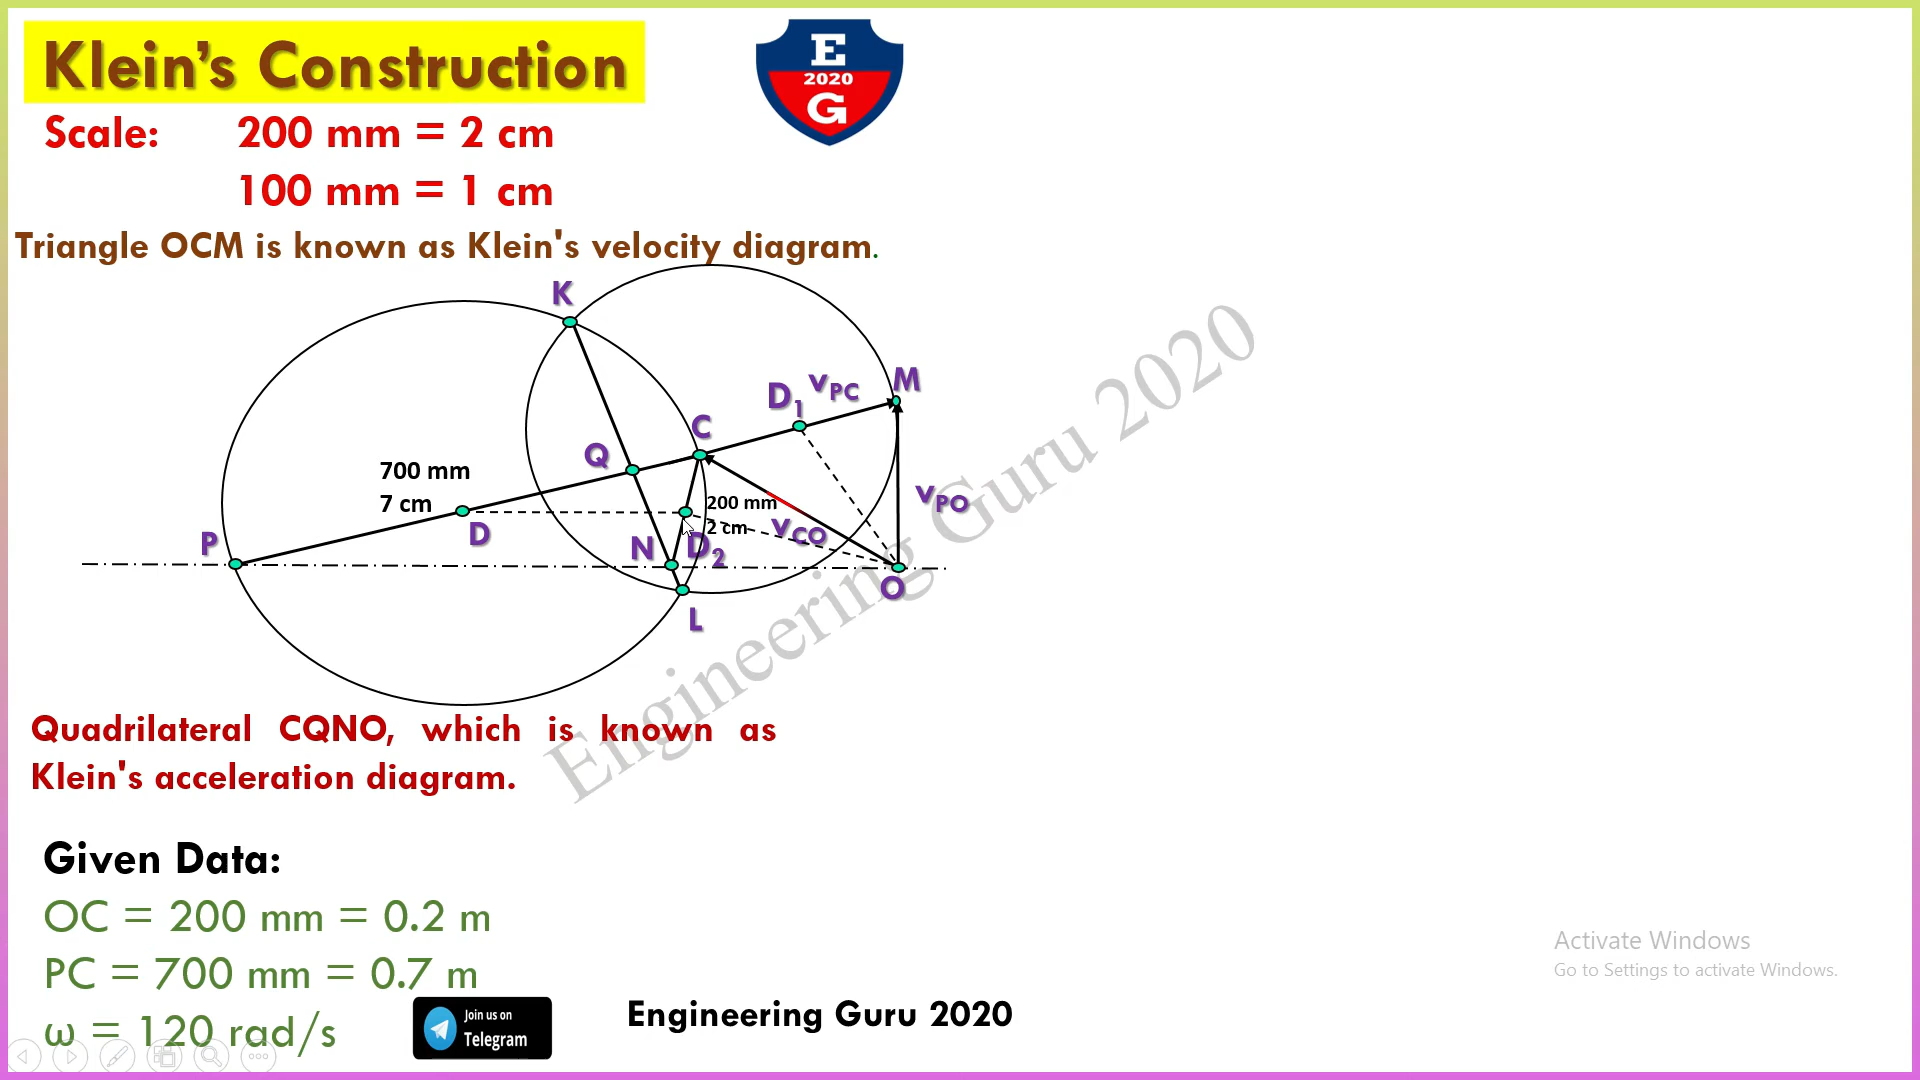 Klein's Construction
E
2020
G
Scale: 200 mm = 2 cm
100 mm = 1 cm
Triangle OCM is known as Klein's velocity diagram.
K
M
D1
vPC
C
Q
700 mm
7 cm
200 mm
2 cm
vPO
vCO
P
D
N
D2
O
L
Engineering Guru 2020
Quadrilateral CQNO, which is known as
Klein's acceleration diagram.
Given Data:
OC = 200 mm = 0.2 m
PC = 700 mm = 0.7 m
ω = 120 rad/s
Join us on
Telegram
Engineering Guru 2020
Activate Windows
Go to Settings to activate Windows.